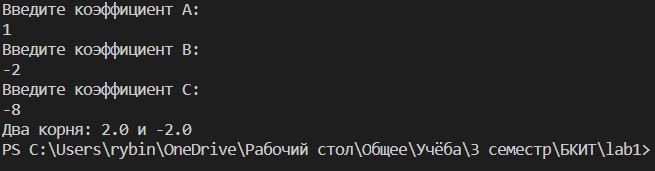 Введите коэффициент А:
1
Введите коэффициент B:
-2
Введите коэффициент C:
-8
Два корня: 2.0 и -2.0
PS C:\Users\rybin\OneDrive\Рабочий стол\Общее\Учёба\3 семестр\БКИТ\lab1>